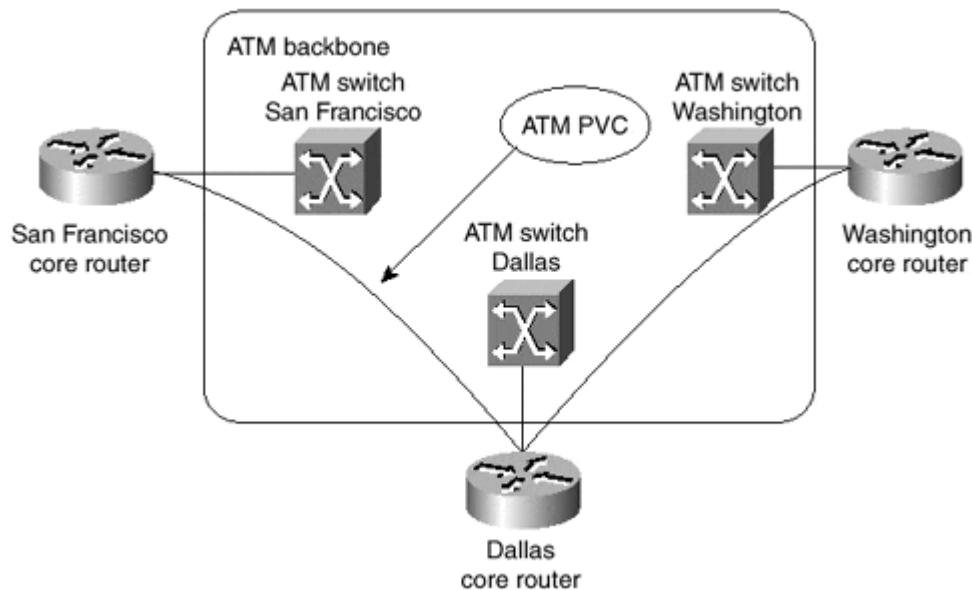 ATM backbone
ATM switch
San Francisco
ATM PVC
ATM switch
Washington
San Francisco
core router
ATM switch
Dallas
Washington
core router
Dallas
core router